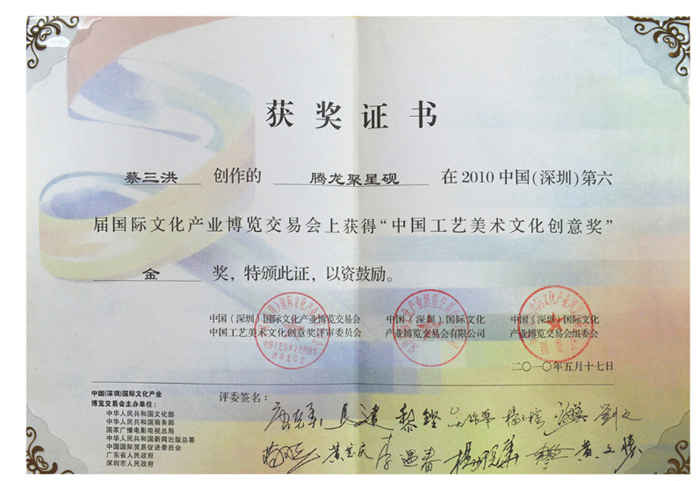 获奖证书
蔡三洪 创作的 腾龙聚星砚 在2010中国(深圳)第六
届国际文化产业博览交易会上获得“中国工艺美术文化创意奖”
金 奖，特颁此证，以资鼓励。
中国（深圳）国际文化产业博览交易会
中国工艺美术文化创意奖评审委员会
中国（深圳）国际文化
产业博览交易会有限公司
中国（深圳）国际文化
产业博览交易会组委会
二〇一〇年五月十七日
中国(深圳)国际文化产业
博览交易会主办单位：
中华人民共和国文化部
中华人民共和国商务部
国家广播电影电视总局
中华人民共和国新闻出版总署
中国国际贸易促进委员会
广东省人民政府
深圳市人民政府
评委签名：